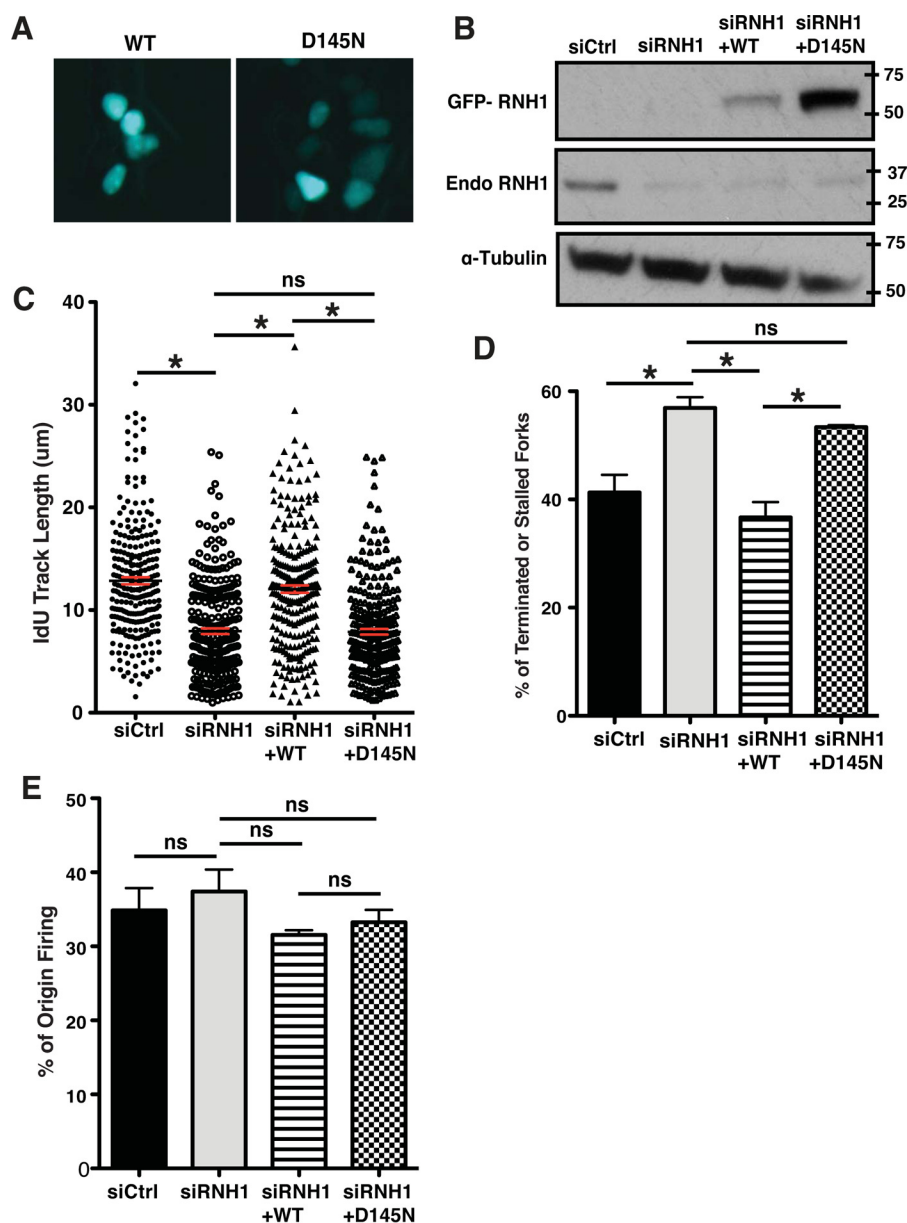 A
WT
D145N
B
siCtrl
siRNH1
siRNH1
+WT
siRNH1
+D145N
GFP- RNH1
75
50
Endo RNH1
37
25
α-Tubulin
75
50
C
IdU Track Length (um)
40
30
20
10
0
*
*
*
ns
siCtrl
siRNH1
siRNH1
+WT
siRNH1
+D145N
D
% of Terminated or Stalled Forks
60
40
20
0
*
*
*
ns
siCtrl
siRNH1
siRNH1
+WT
siRNH1
+D145N
E
% of Origin Firing
50
40
30
20
10
0
ns
ns
ns
ns
siCtrl
siRNH1
siRNH1
+WT
siRNH1
+D145N